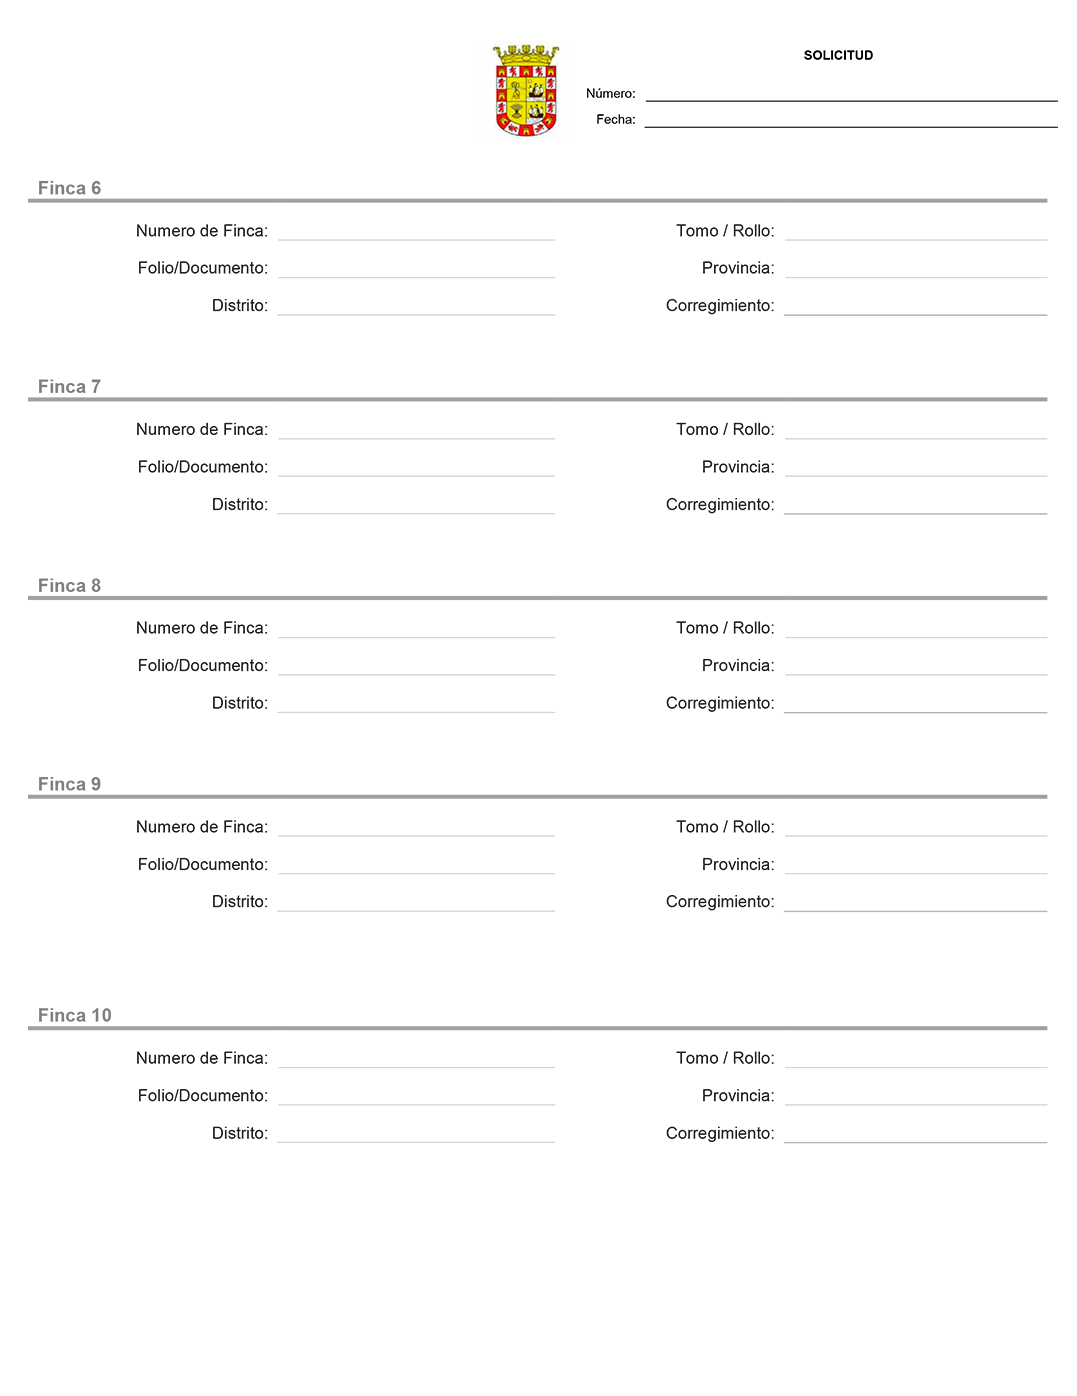 SOLICITUD
Número:
Fecha:
Finca 6
Numero de Finca: Tomo / Rollo:
Folio/Documento: Provincia:
Distrito: Corregimiento:
Finca 7
Numero de Finca: Tomo / Rollo:
Folio/Documento: Provincia:
Distrito: Corregimiento:
Finca 8
Numero de Finca: Tomo / Rollo:
Folio/Documento: Provincia:
Distrito: Corregimiento:
Finca 9
Numero de Finca: Tomo / Rollo:
Folio/Documento: Provincia:
Distrito: Corregimiento:
Finca 10
Numero de Finca: Tomo / Rollo:
Folio/Documento: Provincia:
Distrito: Corregimiento: